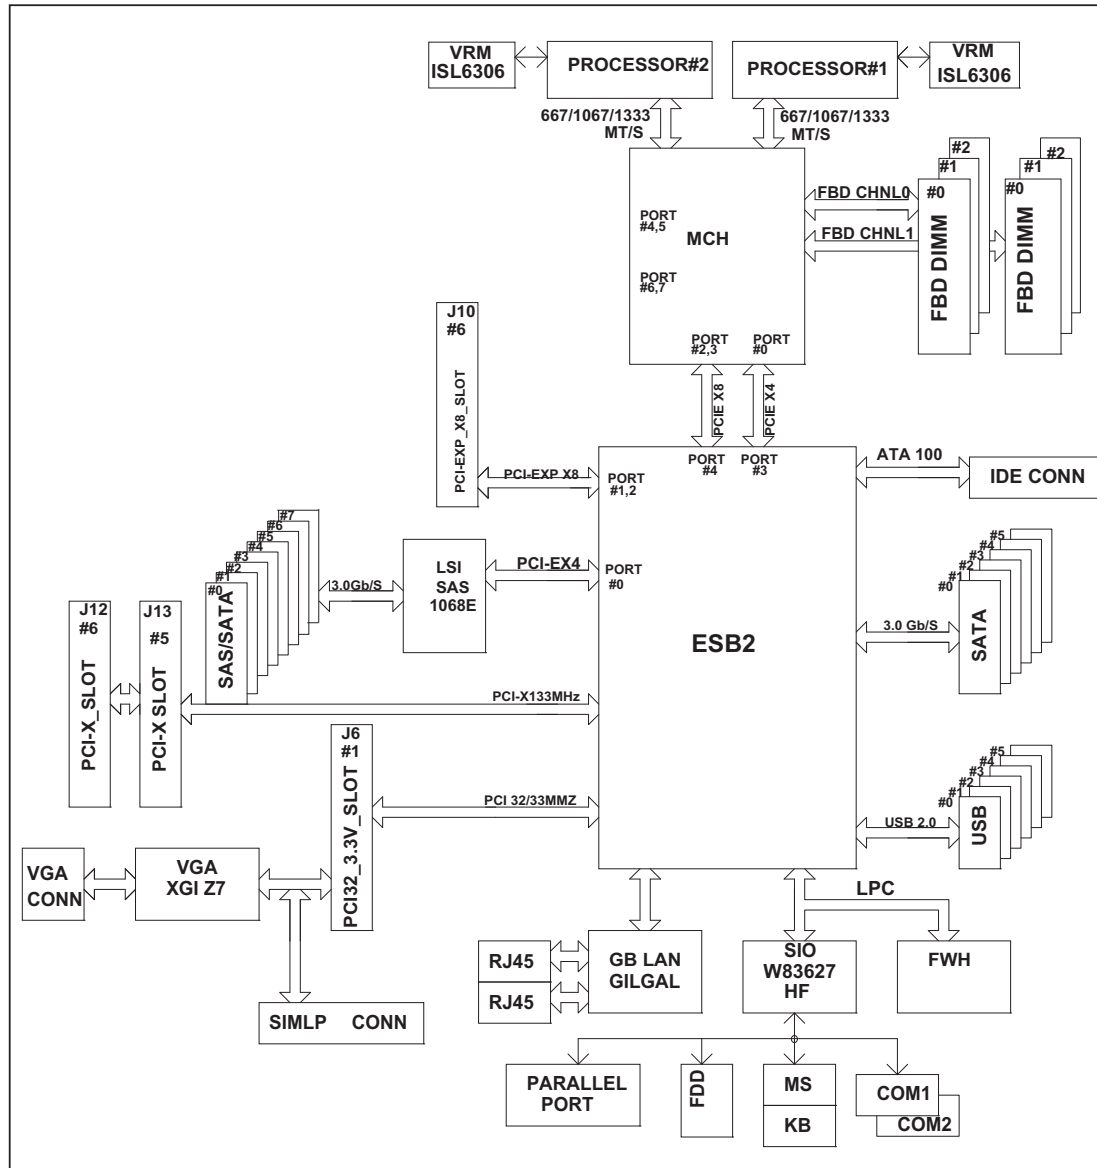 VRM
ISL6306
PROCESSOR#2
PROCESSOR#1
VRM
ISL6306
667/1067/1333
MT/S
667/1067/1333
MT/S
#2
#1
#0
FBD DIMM
#2
#1
#0
FBD DIMM
FBD CHNL0
FBD CHNL1
PORT
#4,5
MCH
PORT
#6,7
PORT
#2,3
PORT
#0
J10
#6
PCI-EXP_X8_SLOT
PCIE X8
PCIE X4
PORT
#4
PORT
#3
ATA 100
IDE CONN
PCI-EXP X8
PORT
#1,2
#7
#6
#5
#4
#3
#2
#1
#0
SAS/SATA
3.0Gb/S
LSI
SAS
1068E
PCI-EX4
PORT
#0
ESB2
3.0 Gb/S
#5
#4
#3
#2
#1
#0
SATA
J12
#6
PCI-X_SLOT
J13
#5
PCI-X SLOT
PCI-X133MHz
J6
#1
PCI32_3.3V_SLOT
PCI 32/33MMZ
USB 2.0
#5
#4
#3
#2
#1
#0
USB
VGA
CONN
VGA
XGI Z7
SIMLP CONN
LPC
RJ45
RJ45
GB LAN
GILGAL
SIO
W83627
HF
FWH
PARALLEL
PORT
FDD
MS
KB
COM1
COM2